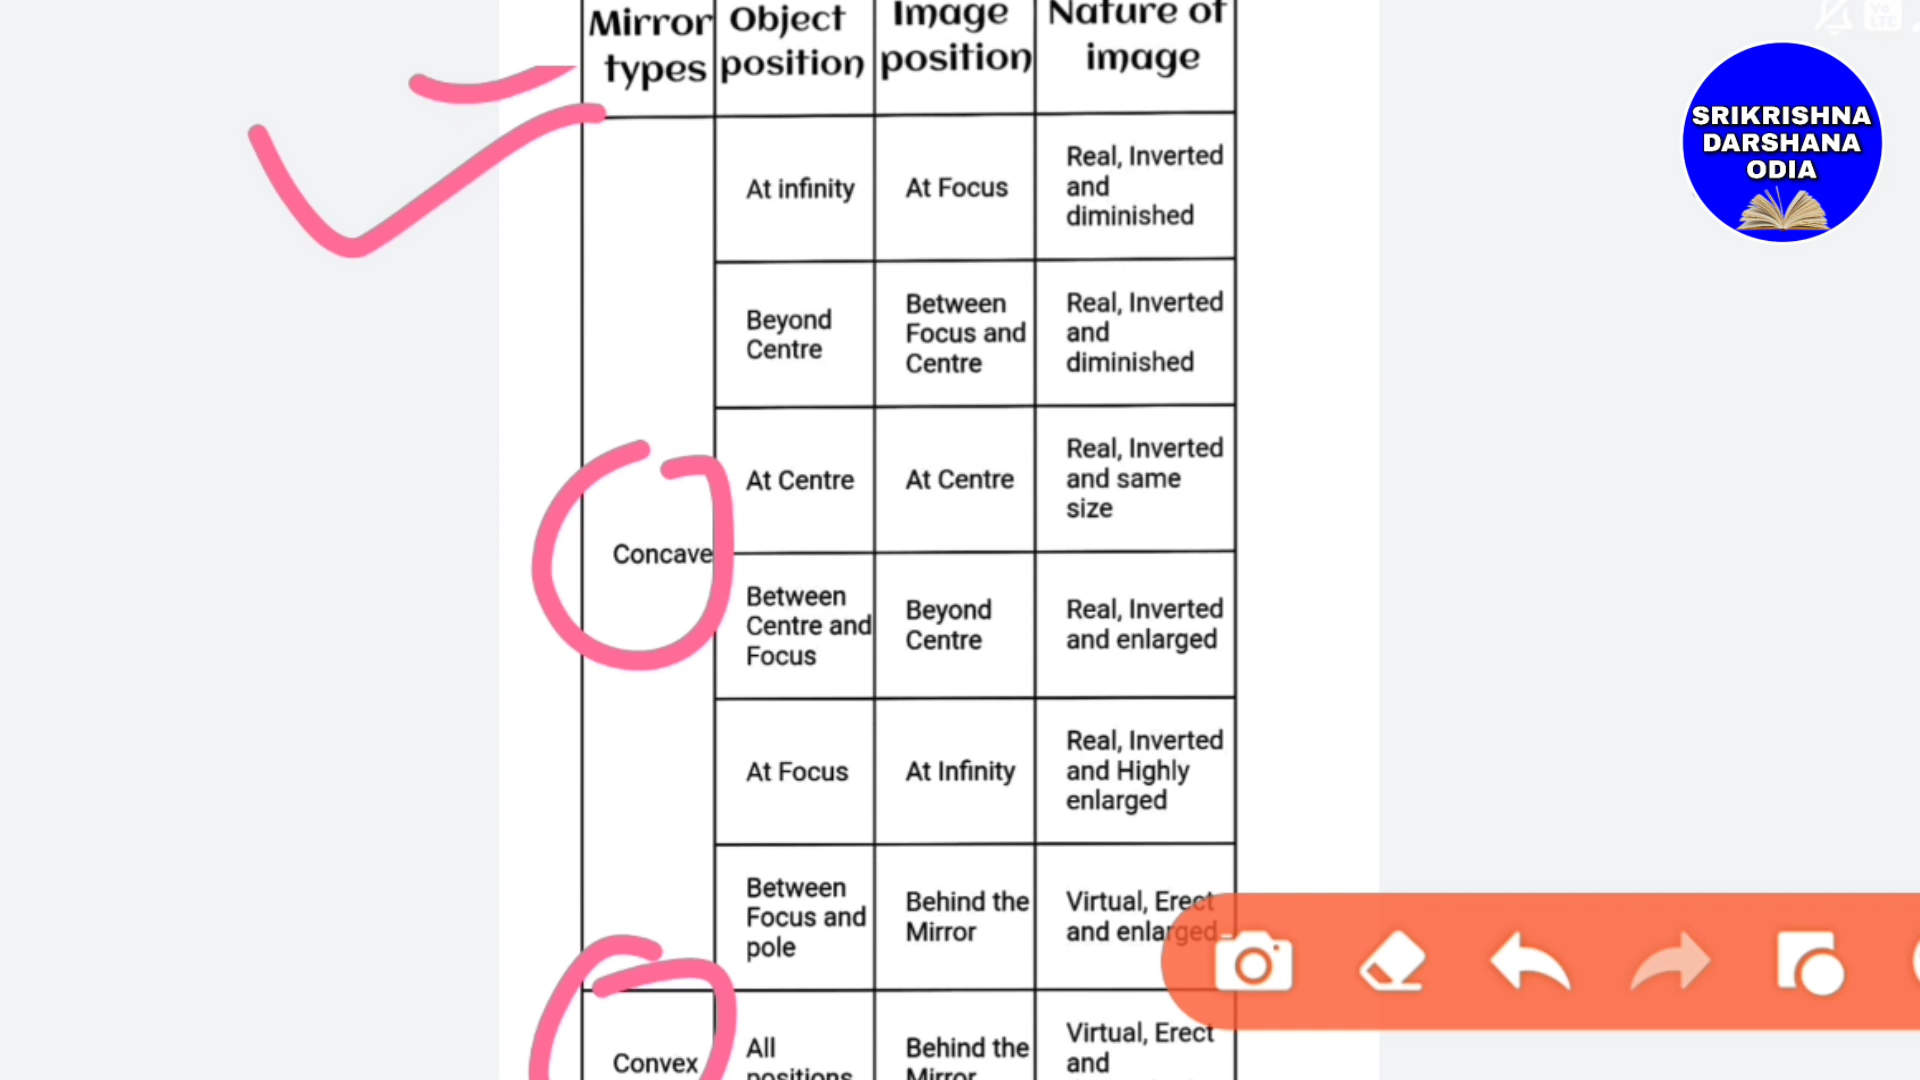 Mirror types
Object position
Image position
Nature of image
Vo LTE
SRIKRISHNA
DARSHANA
ODIA
Concave
At infinity
At Focus
Real, Inverted
and
diminished
Beyond
Centre
Between
Focus and
Centre
Real, Inverted
and
diminished
At Centre
At Centre
Real, Inverted
and same
size
Between
Centre and
Focus
Beyond
Centre
Real, Inverted
and enlarged
At Focus
At Infinity
Real, Inverted
and Highly
enlarged
Between
Focus and
pole
Behind the
Mirror
Virtual, Erect
and enlarged
Convex
All
positions
Behind the
Mirror
Virtual, Erect
and